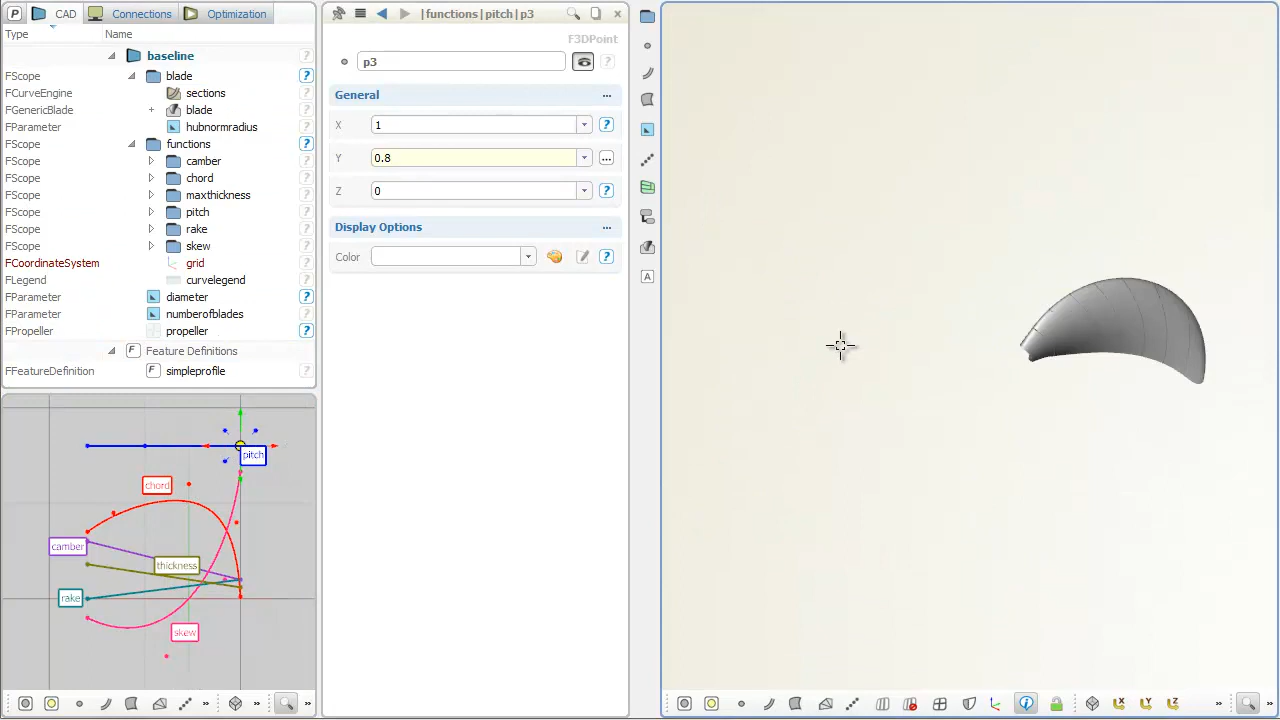 CAD Connections Optimization
Type Name
baseline
FScope blade
FCurveEngine sections
FGenericBlade blade
FParameter hubnormradius
FScope functions
FScope camber
FScope chord
FScope maxthickness
FScope pitch
FScope rake
FScope skew
FCoordinateSystem grid
FLegend curvelegend
FParameter diameter
FParameter numberofblades
FPropeller propeller
Feature Definitions
FFeatureDefinition simpleprofile
pitch
chord
camber
thickness
rake
skew
|functions|pitch|p3
F3DPoint
p3
General
X 1
Y 0.8
Z 0
Display Options
Color